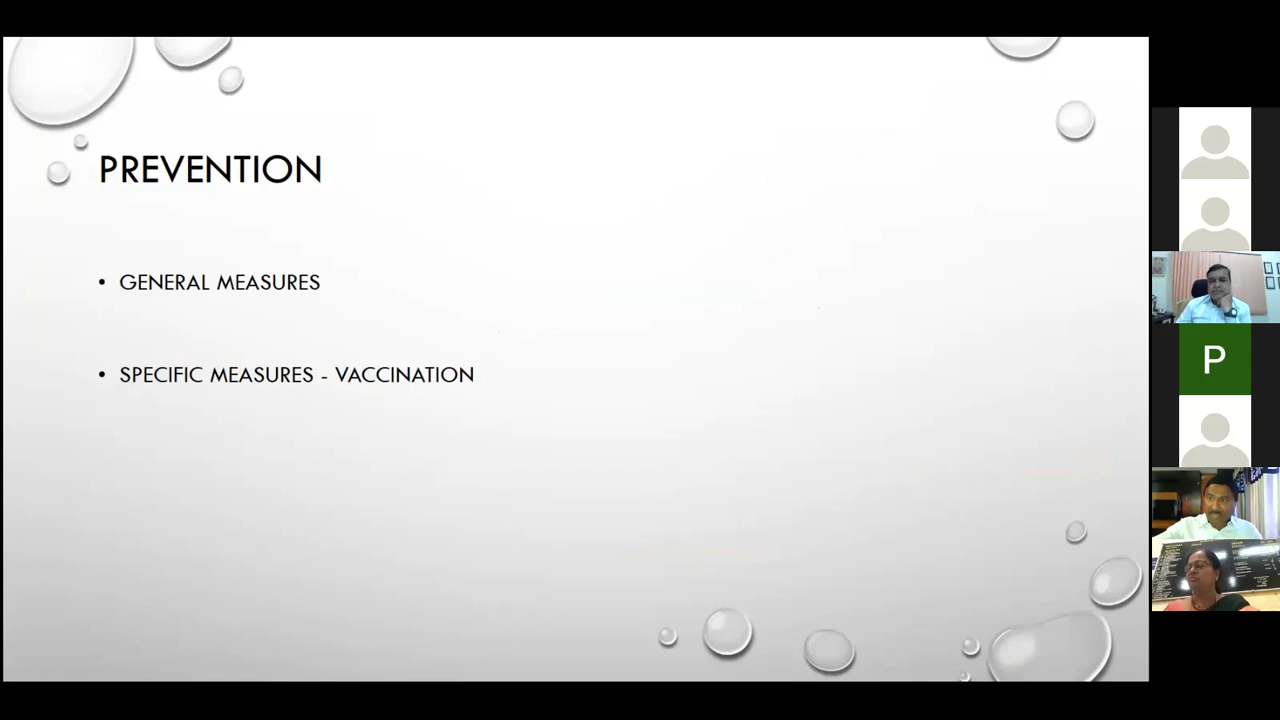 PREVENTION
• GENERAL MEASURES
• SPECIFIC MEASURES - VACCINATION
P